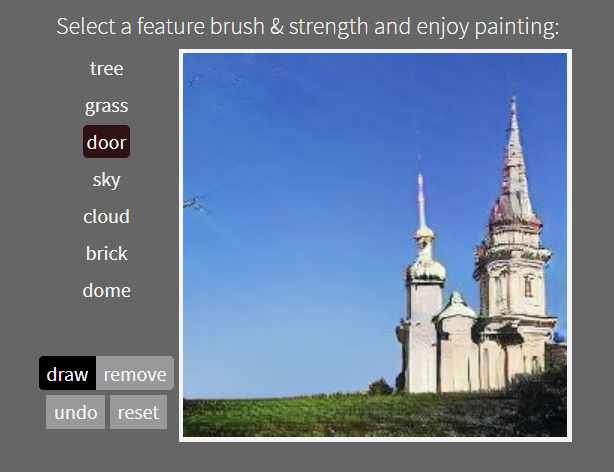 Select a feature brush & strength and enjoy painting:
tree
grass
door
sky
cloud
brick
dome
draw remove
undo reset